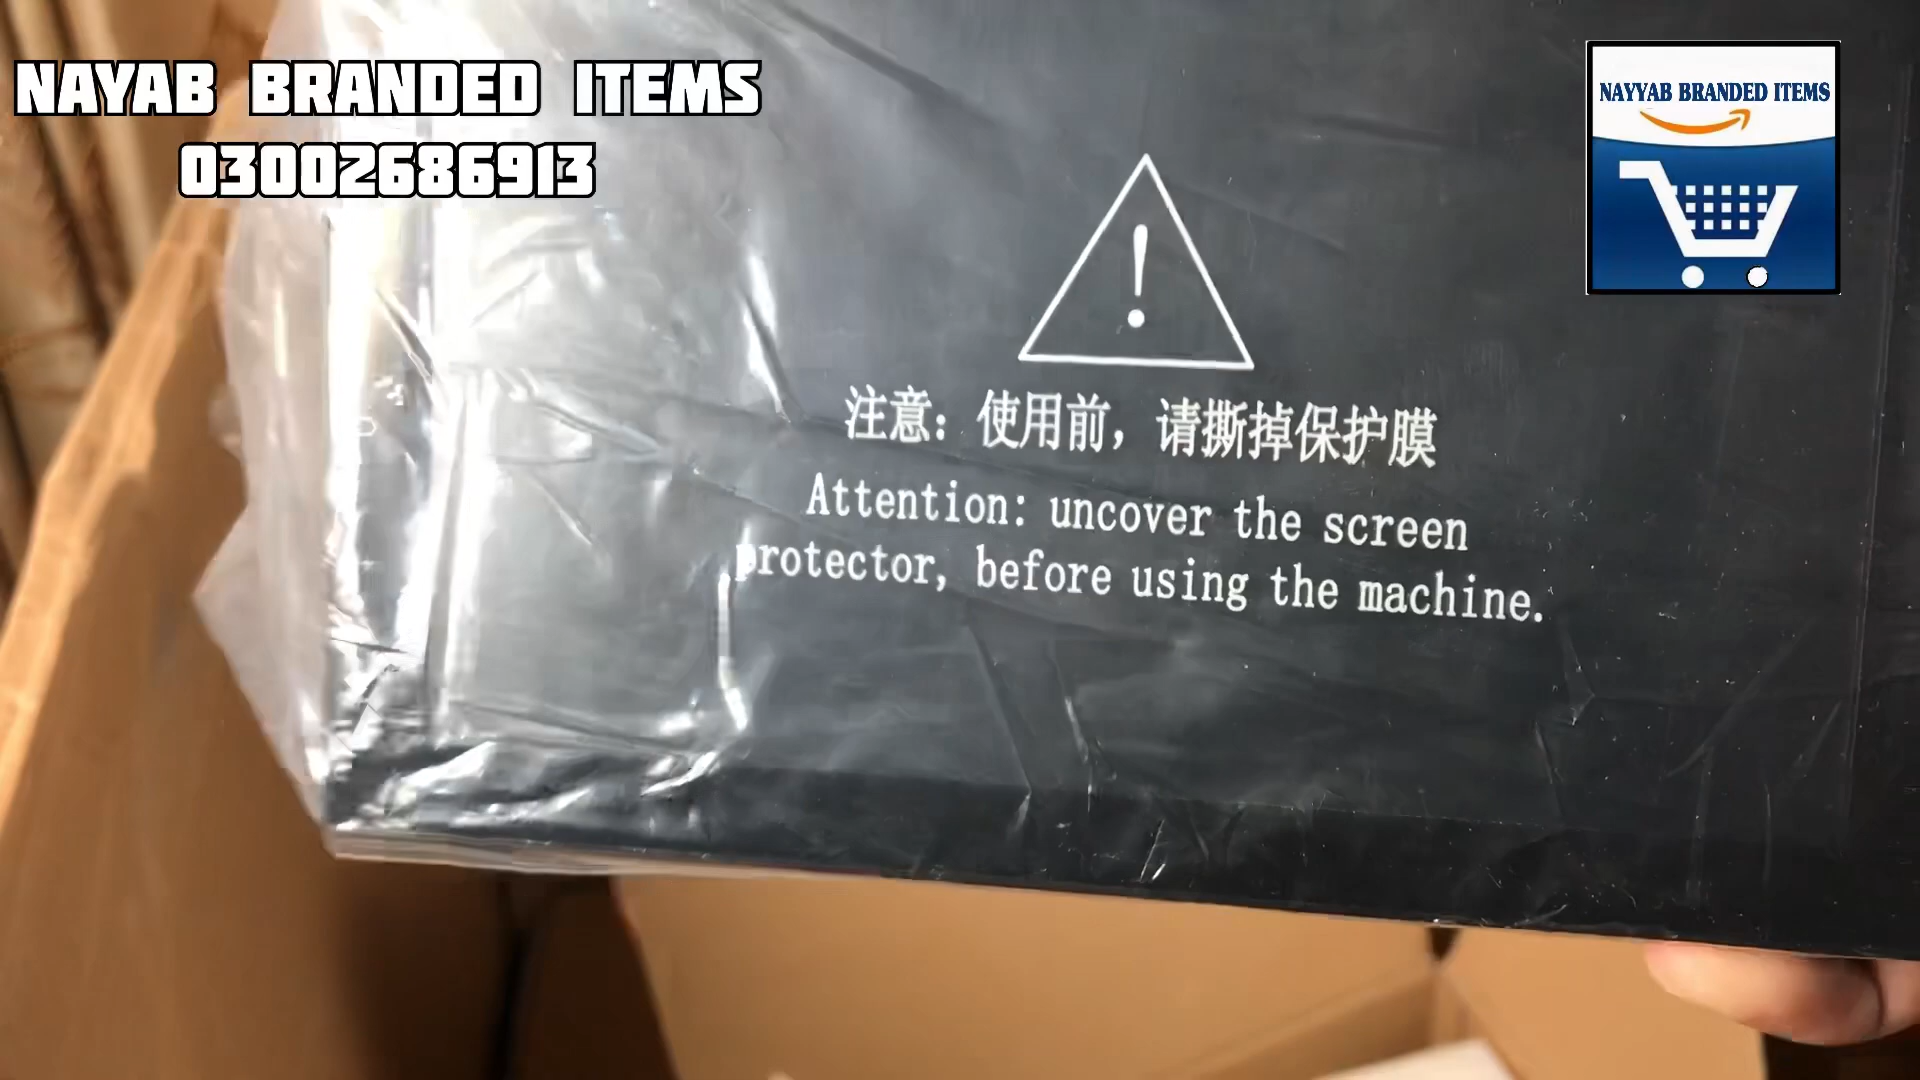 NAYAB BRANDED ITEMS
03002686913
NAYYAB BRANDED ITEMS
注意：使用前，请撕掉保护膜
Attention: uncover the screen
protector, before using the machine.